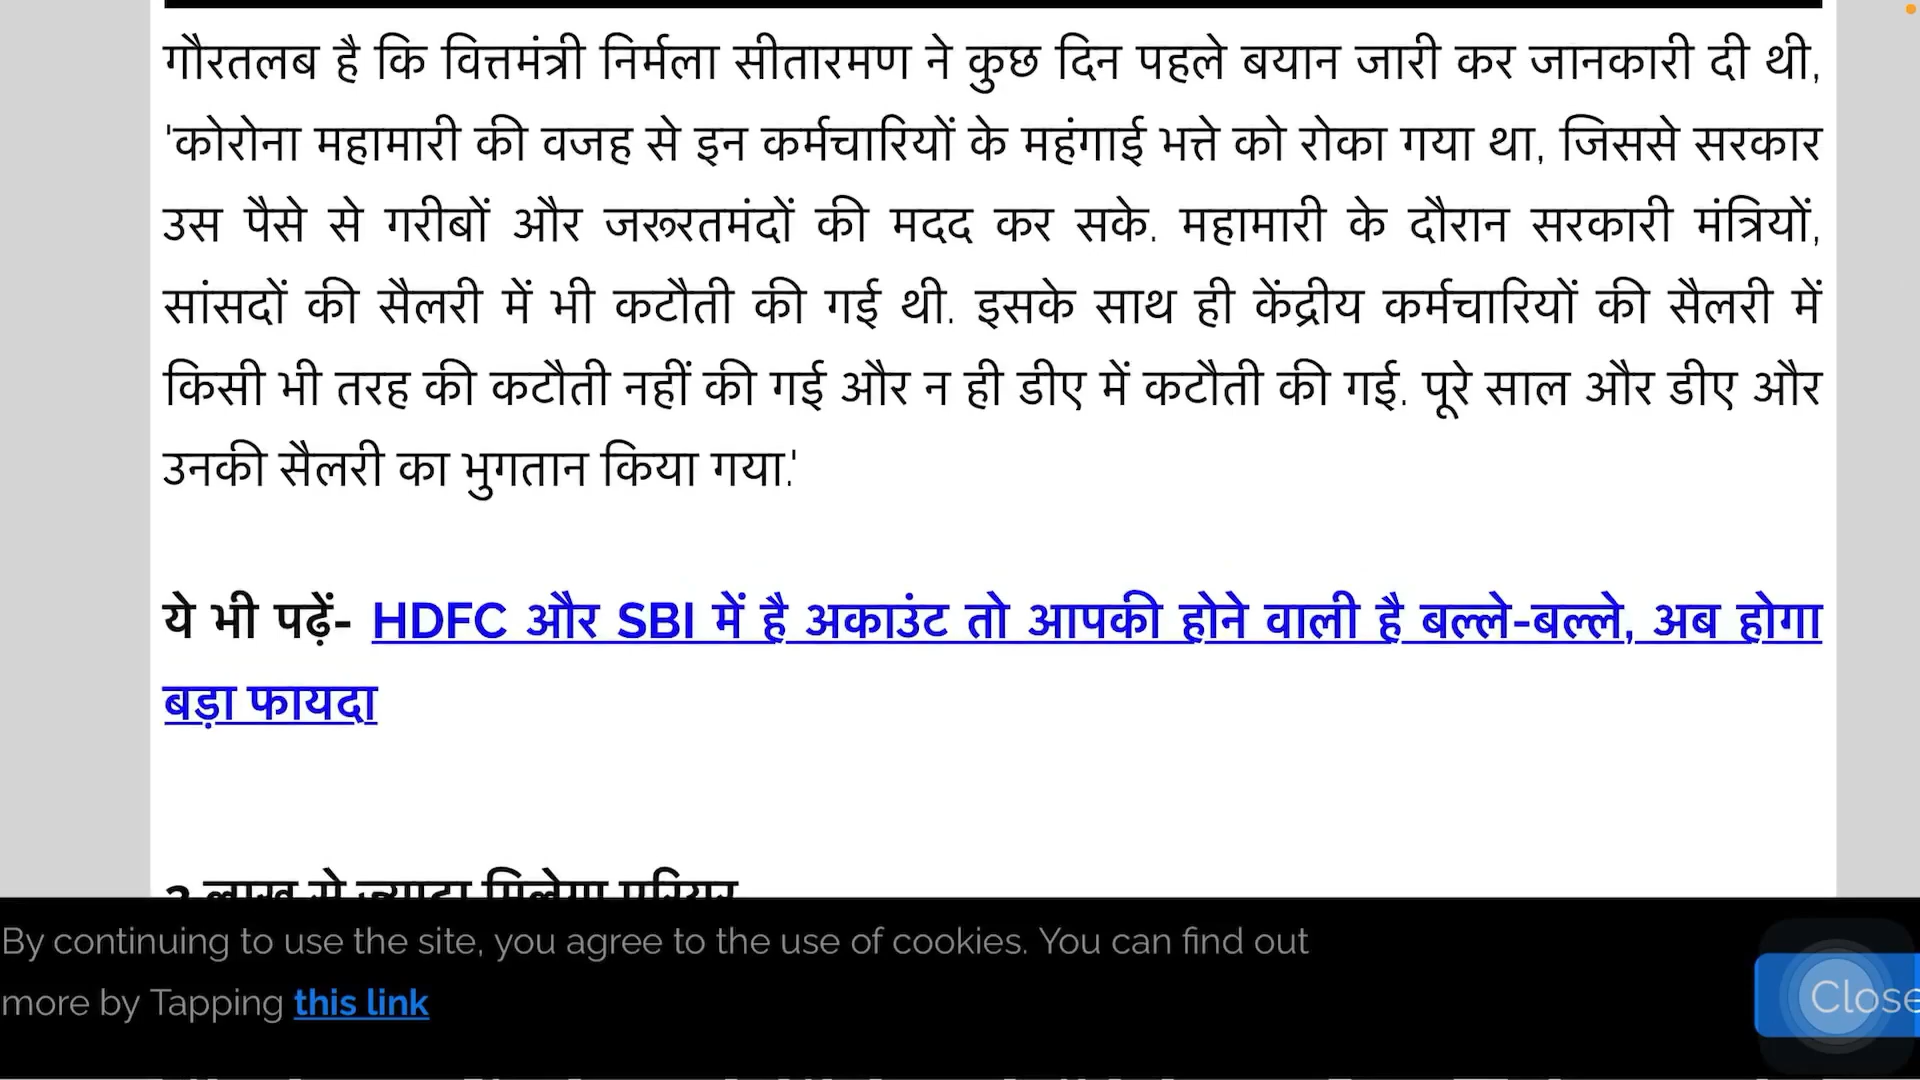 गौरतलब है कि वित्तमंत्री निर्मला सीतारमण ने कुछ दिन पहले बयान जारी कर जानकारी दी थी,
'कोरोना महामारी की वजह से इन कर्मचारियों के महंगाई भत्ते को रोका गया था, जिससे सरकार
उस पैसे से गरीबों और जरूरतमंदों की मदद कर सके. महामारी के दौरान सरकारी मंत्रियों,
सांसदों की सैलरी में भी कटौती की गई थी. इसके साथ ही केंद्रीय कर्मचारियों की सैलरी में
किसी भी तरह की कटौती नहीं की गई और न ही डीए में कटौती की गई. पूरे साल और डीए और
उनकी सैलरी का भुगतान किया गया.'
ये भी पढ़ें- HDFC और SBI में है अकाउंट तो आपकी होने वाली है बल्ले-बल्ले, अब होगा
बड़ा फायदा
लाख से ज्यादा मिलेगा एरियर
By continuing to use the site, you agree to the use of cookies. You can find out
more by Tapping this link
Close